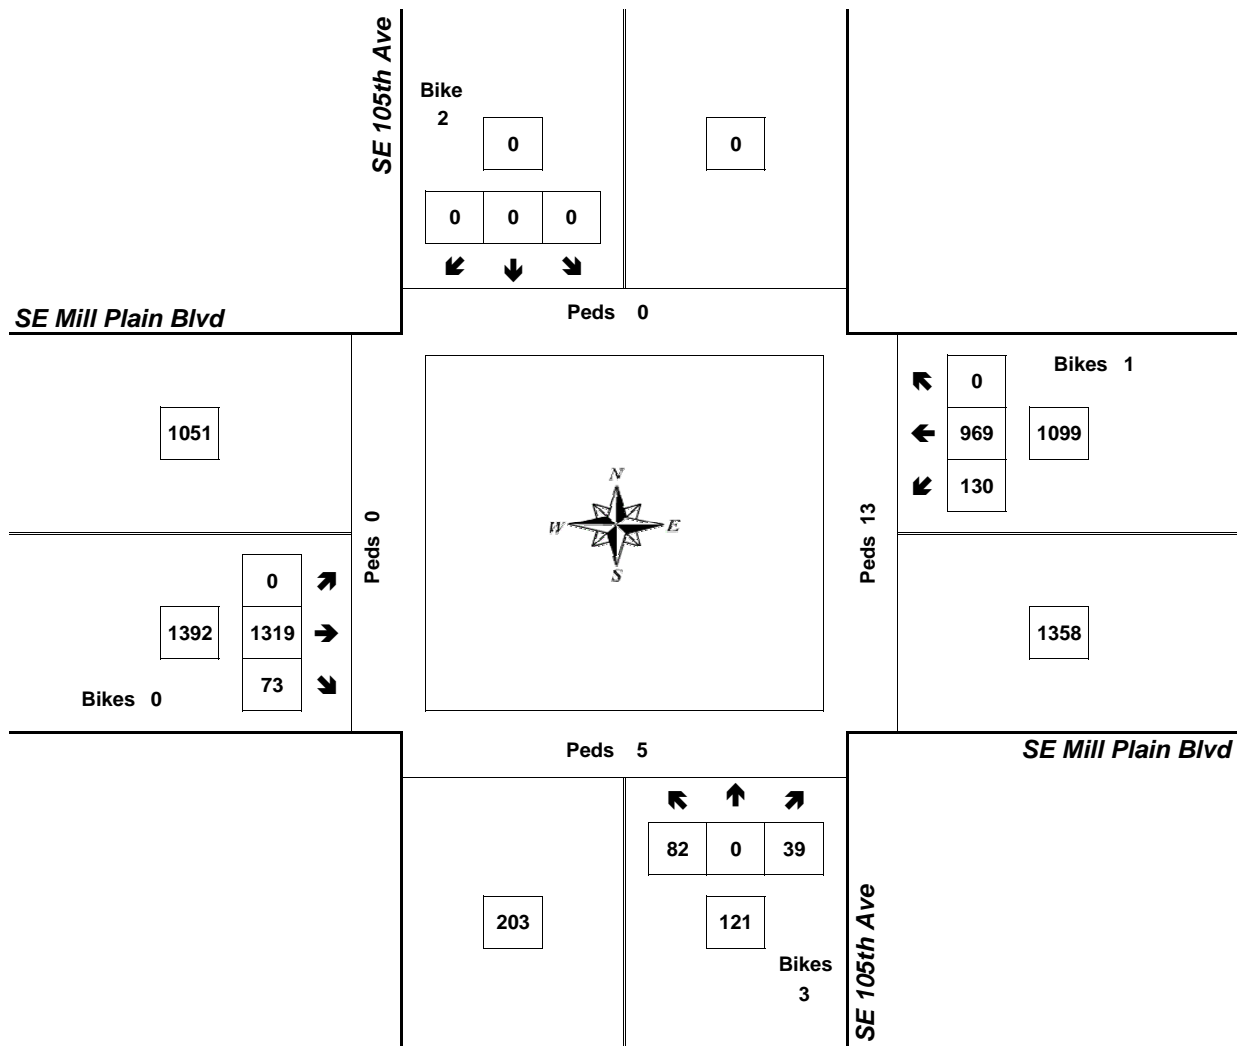 SE 105th Ave
Bike
2
0
0
0 0 0
Peds 0
SE Mill Plain Blvd
Bikes 1
0
969 1099
130
1051
Peds 0
Peds 13
N
W E
S
0
1392 1319
73
Bikes 0
1358
Peds 5
SE Mill Plain Blvd
82 0 39
203
121
Bikes
3
SE 105th Ave